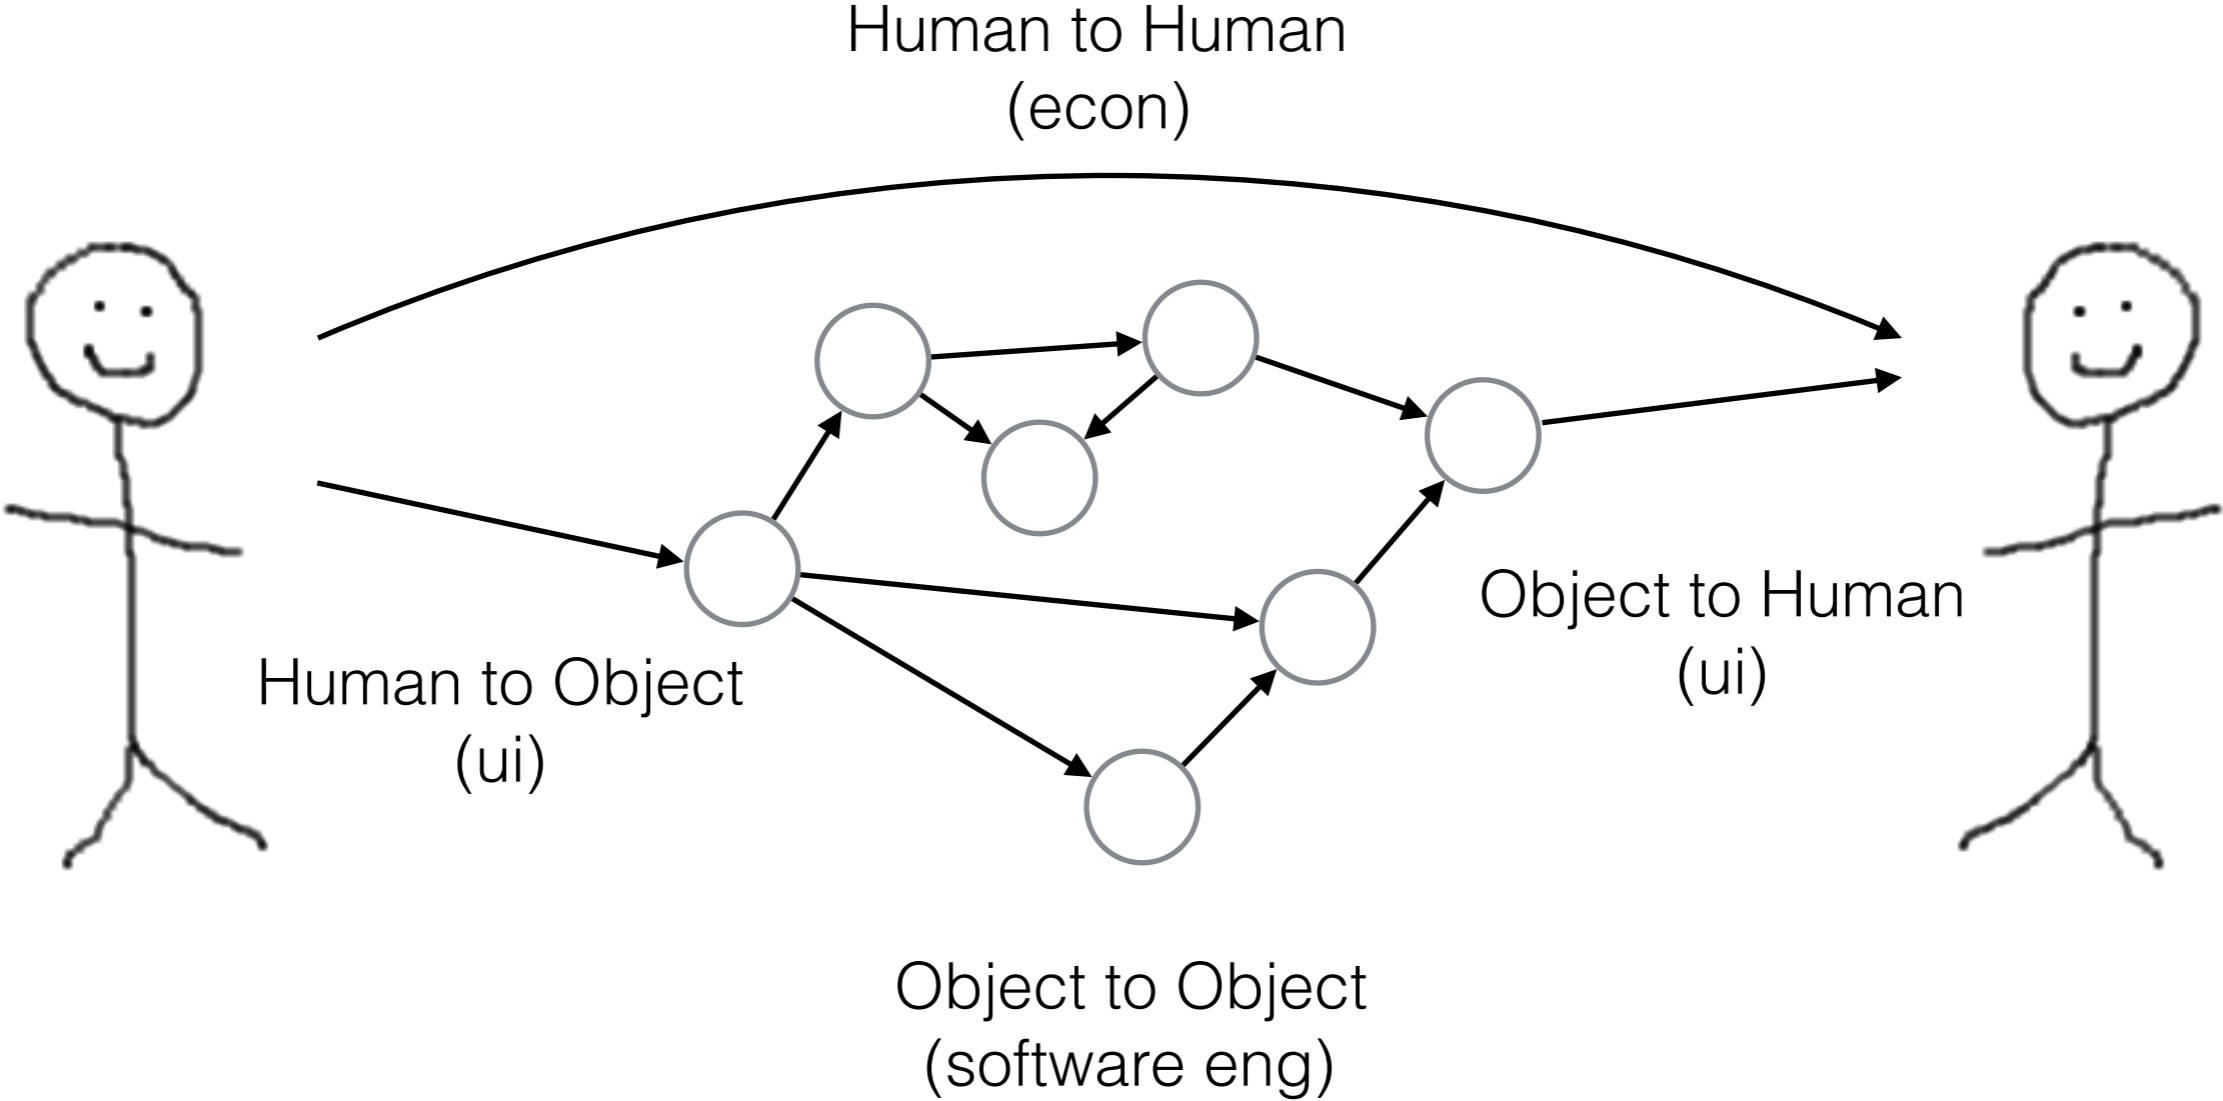 Human to Human
(econ)
Object to Human
(ui)
Human to Object
(ui)
Object to Object
(software eng)